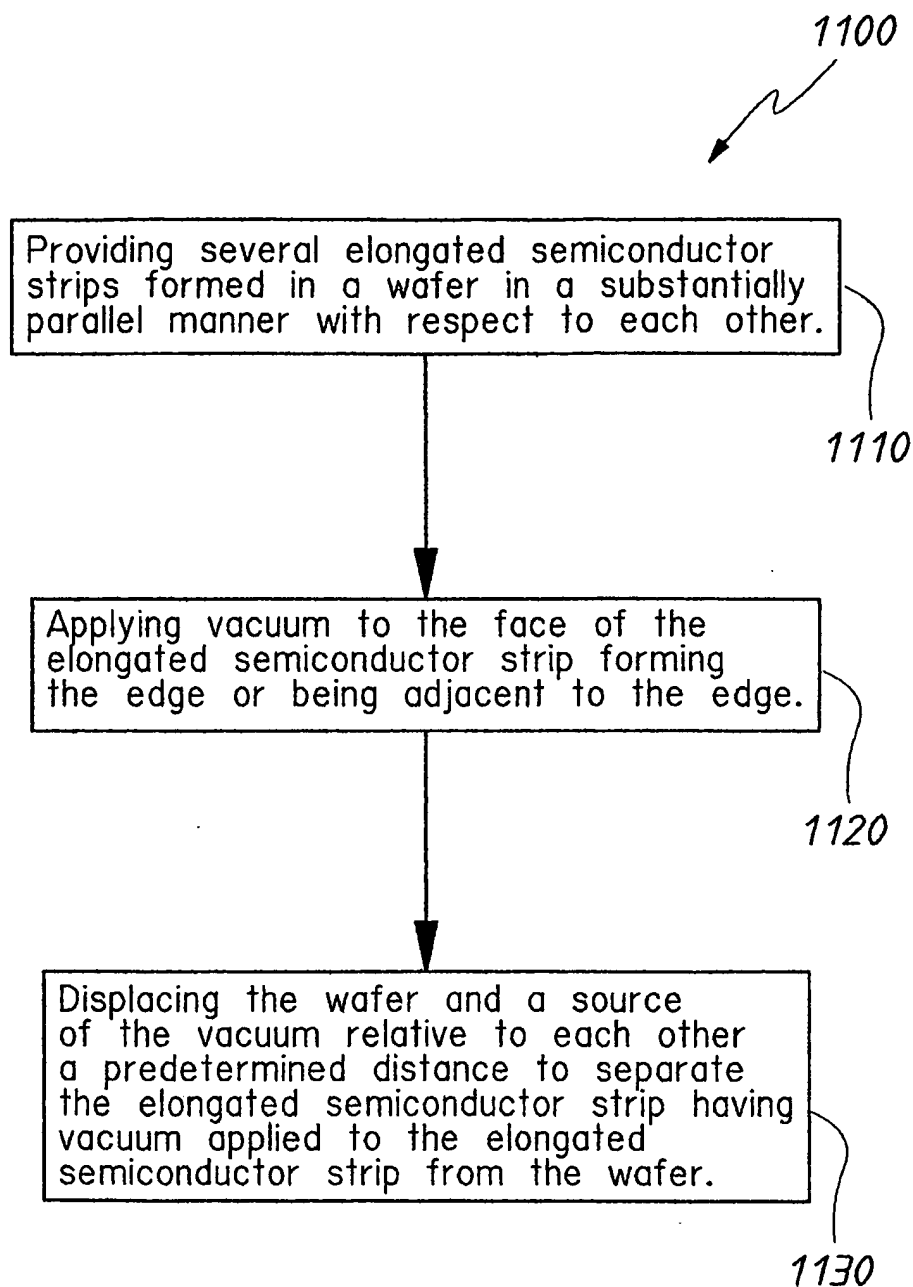 1100
Providing several elongated semiconductor
strips formed in a wafer in a substantially
parallel manner with respect to each other.
1110
Applying vacuum to the face of the
elongated semiconductor strip forming
the edge or being adjacent to the edge.
1120
Displacing the wafer and a source
of the vacuum relative to each other
a predetermined distance to separate
the elongated semiconductor strip having
vacuum applied to the elongated
semiconductor strip from the wafer.
1130